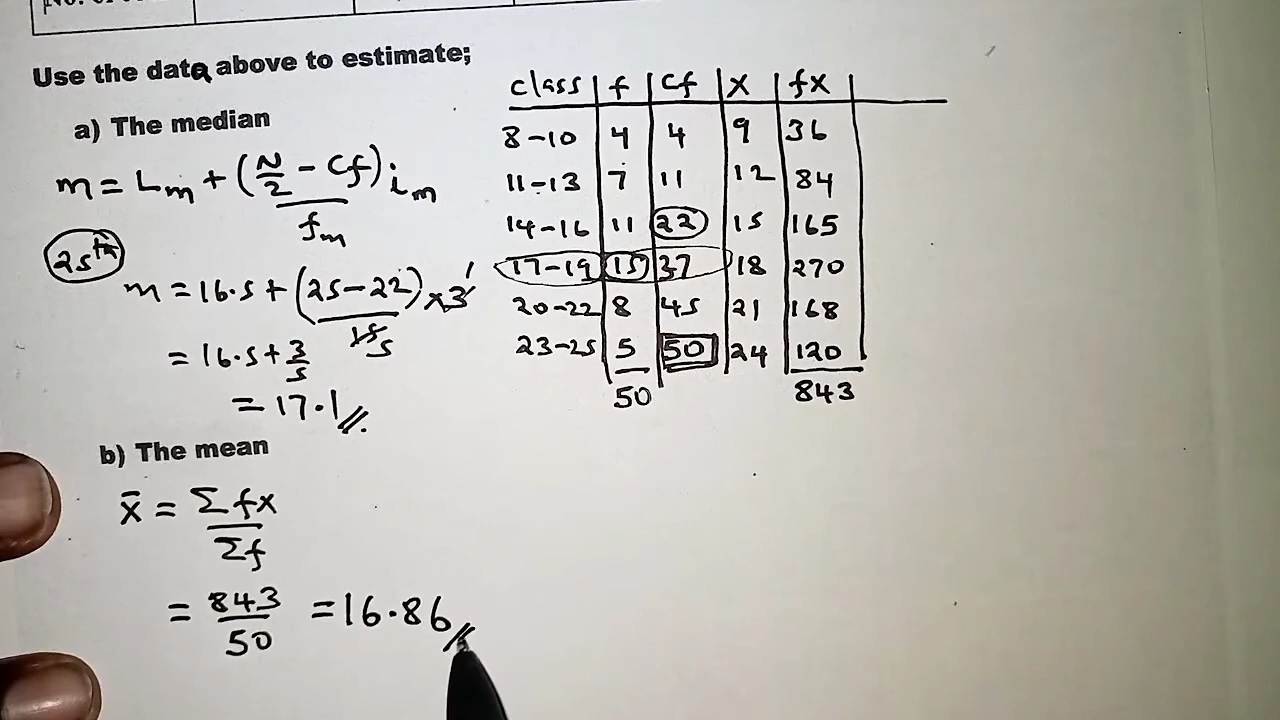 Use the data above to estimate;
a) The median
m = Lm + (N/2 - Cf) im
fm
25th
m = 16.5 + (25-22) x3 1
15 5
= 16.5 + 3/5
= 17.1
b) The mean
x̄ = Σfx
Σf
= 843/50 = 16.86
class f Cf X fX
8-10 4 4 9 36
11-13 7 11 12 84
14-16 11 22 15 165
17-19 15 37 18 270
20-22 8 45 21 168
23-25 5 50 24 120
50 843